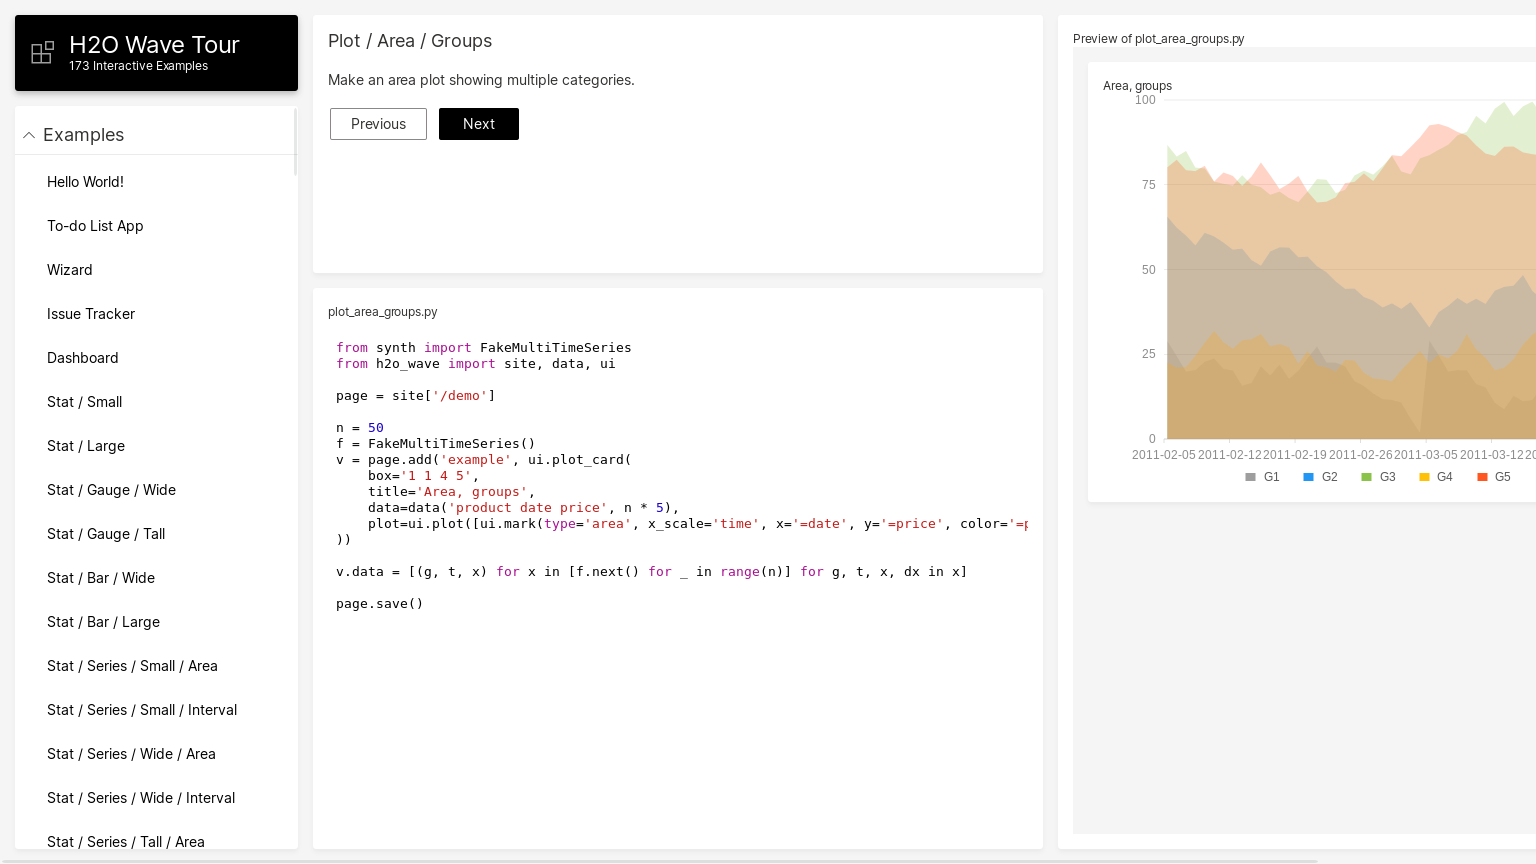 H2O Wave Tour
173 Interactive Examples
Examples
Hello World!
To-do List App
Wizard
Issue Tracker
Dashboard
Stat / Small
Stat / Large
Stat / Gauge / Wide
Stat / Gauge / Tall
Stat / Bar / Wide
Stat / Bar / Large
Stat / Series / Small / Area
Stat / Series / Small / Interval
Stat / Series / Wide / Area
Stat / Series / Wide / Interval
Stat / Series / Tall / Area
Plot / Area / Groups
Make an area plot showing multiple categories.
Previous Next
plot_area_groups.py
from synth import FakeMultiTimeSeries
from h2o_wave import site, data, ui
page = site['/demo']
n = 50
f = FakeMultiTimeSeries()
v = page.add('example', ui.plot_card(
    box='1 1 4 5',
    title='Area, groups',
    data=data('product date price', n * 5),
    plot=ui.plot([ui.mark(type='area', x_scale='time', x='=date', y='=price', color='=p
))
v.data = [(g, t, x) for x in [f.next() for _ in range(n)] for g, t, x, dx in x]
page.save()
Preview of plot_area_groups.py
Area, groups
100
75
50
25
0
2011-02-05 2011-02-12 2011-02-19 2011-02-26 2011-03-05 2011-03-12 20
G1 G2 G3 G4 G5